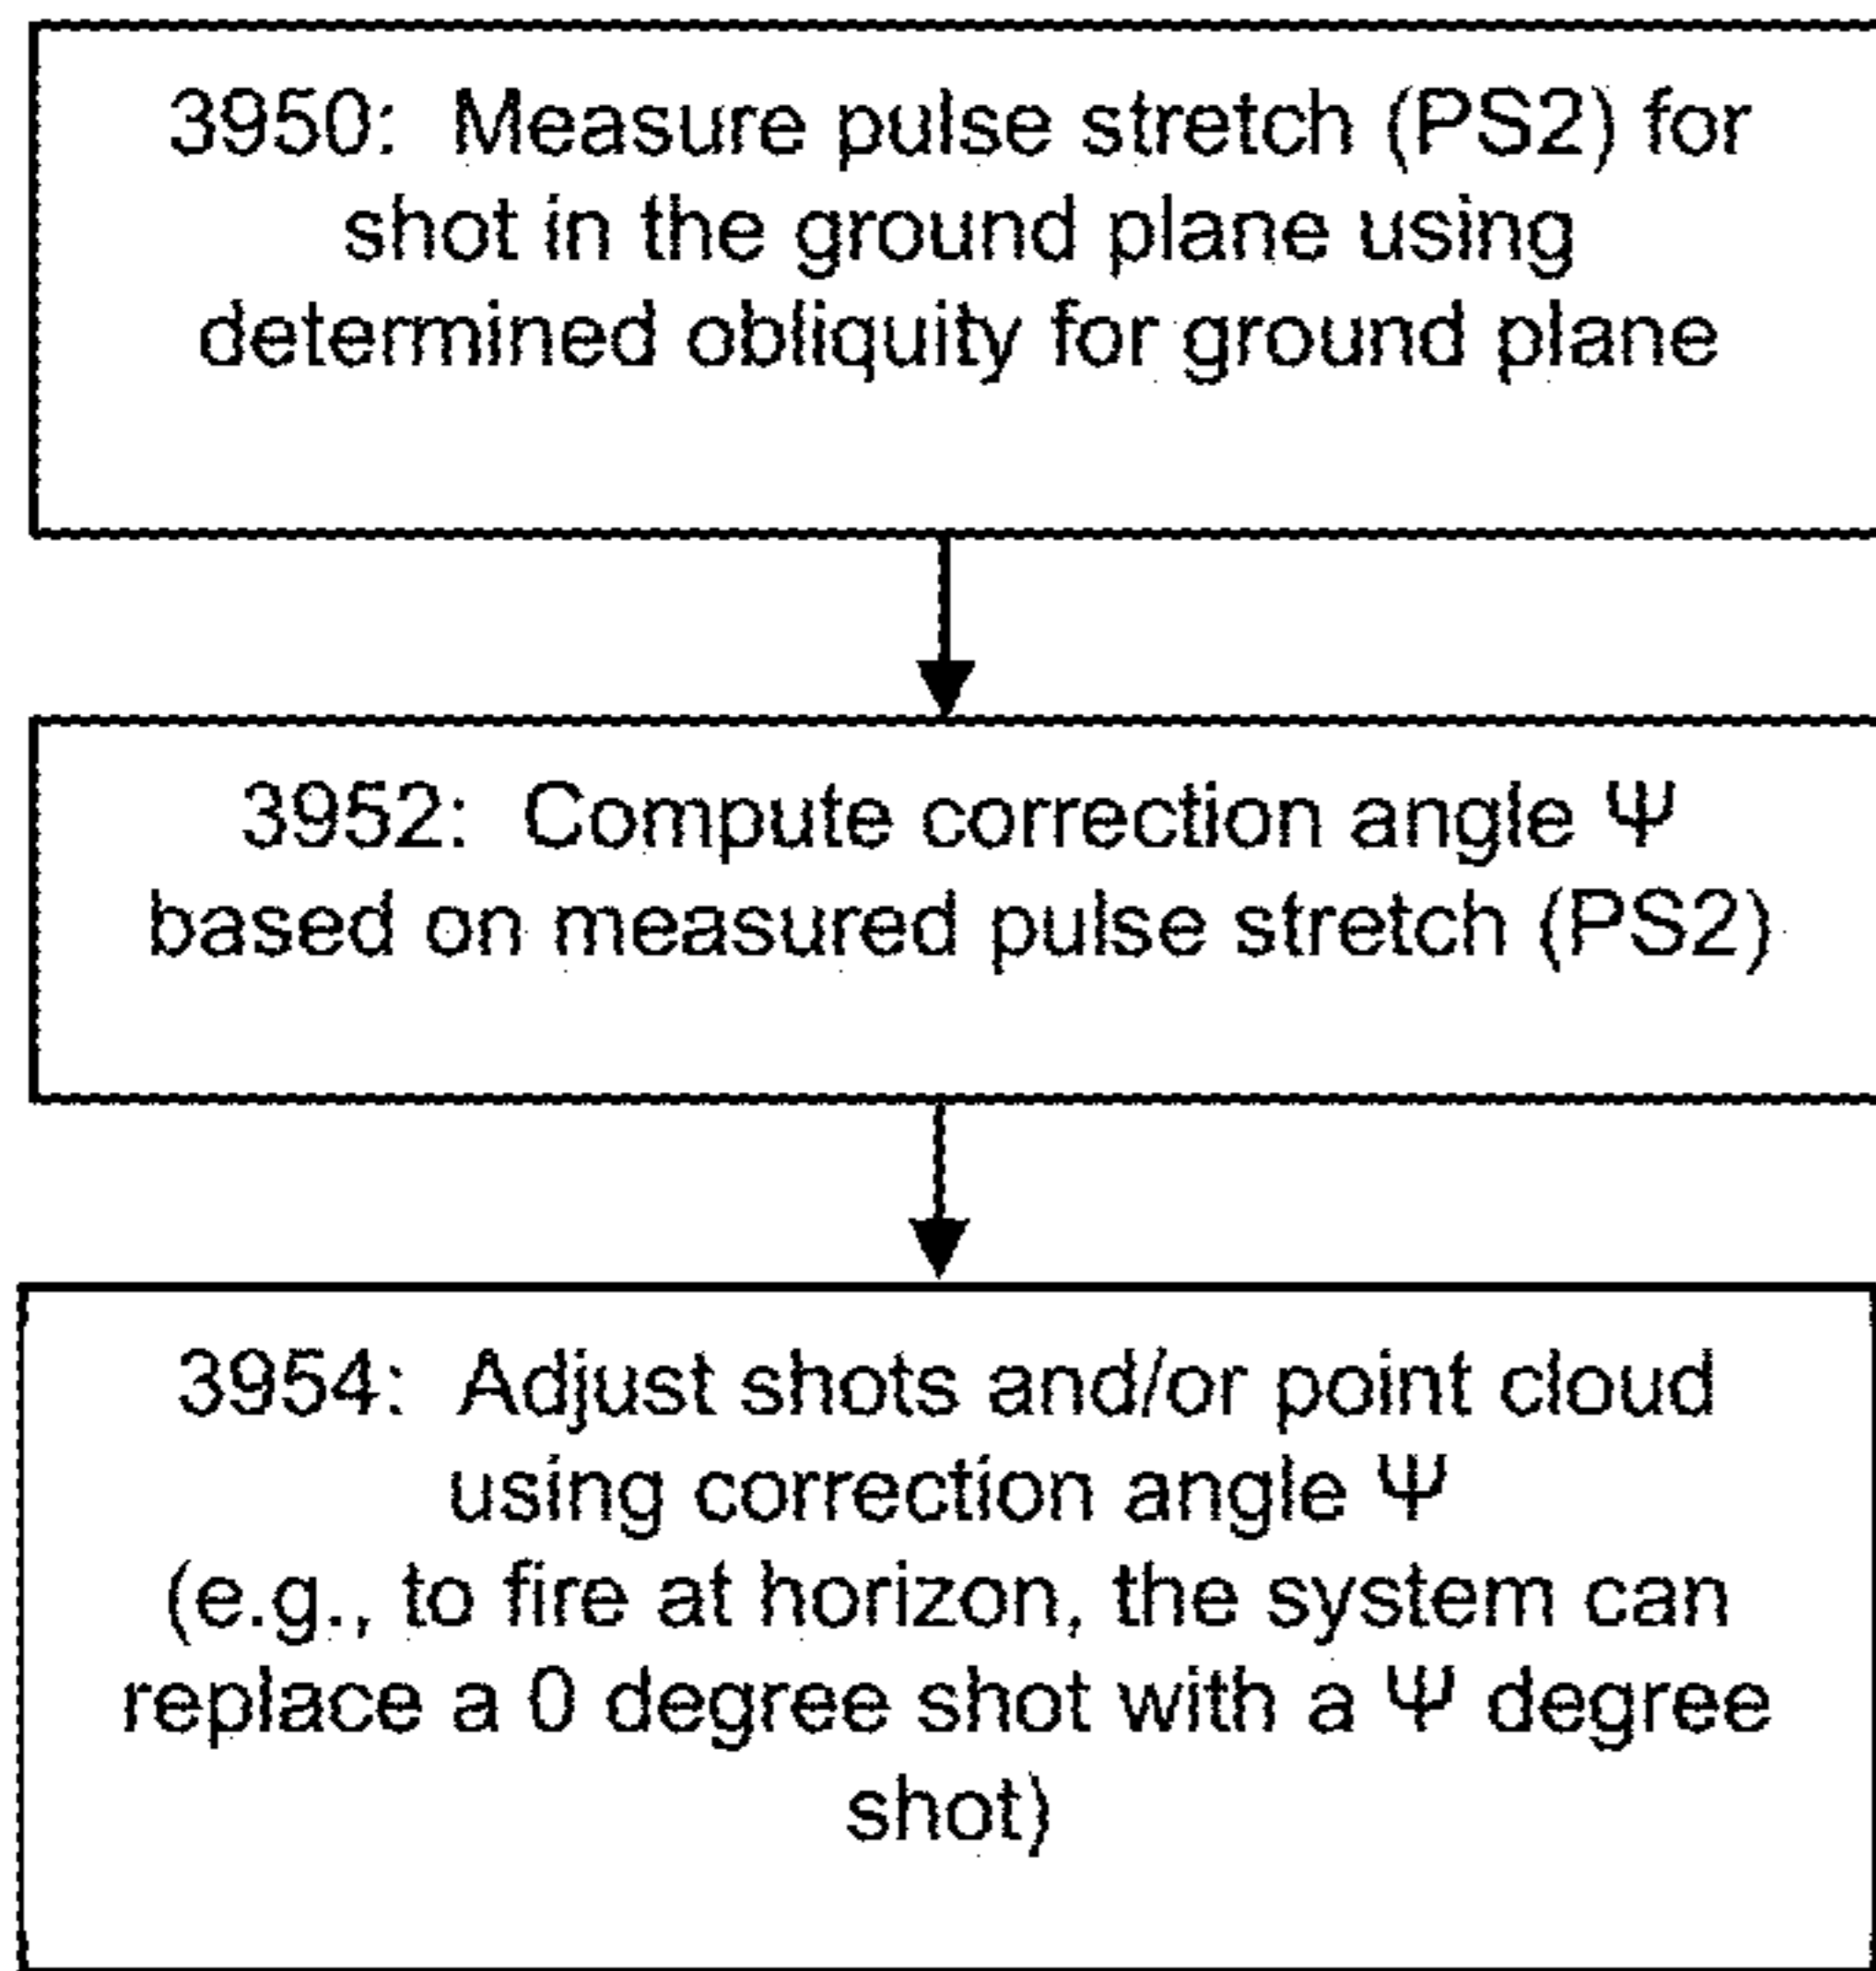 3950: Measure pulse stretch (PS2) for
shot in the ground plane using
determined obliquity for ground plane
3952: Compute correction angle Ψ
based on measured pulse stretch (PS2)
3954: Adjust shots and/or point cloud
using correction angle Ψ
(e.g., to fire at horizon, the system can
replace a 0 degree shot with a Ψ degree
shot)